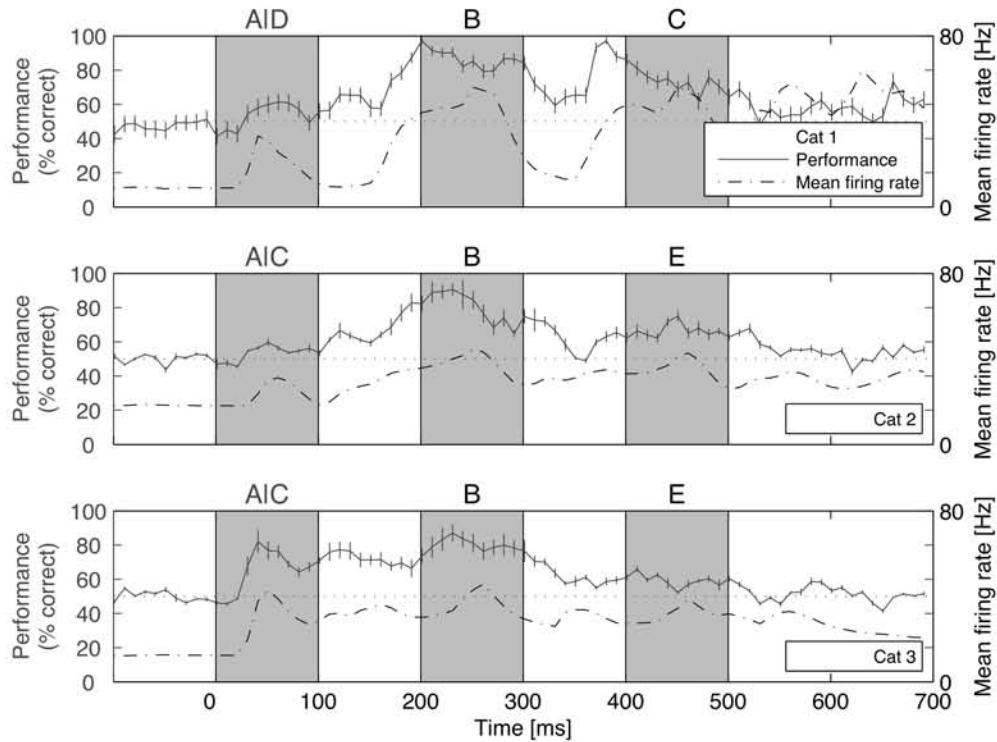 AID B C
100 80
80
60
40
20
0 0
Performance
(% correct)
Mean firing rate [Hz]
Cat 1
Performance
Mean firing rate
AIC B E
100 80
80
60
40
20
0 0
Performance
(% correct)
Mean firing rate [Hz]
Cat 2
AIC B E
100 80
80
60
40
20
0 0
Performance
(% correct)
Mean firing rate [Hz]
Cat 3
0 100 200 300 400 500 600 700
Time [ms]